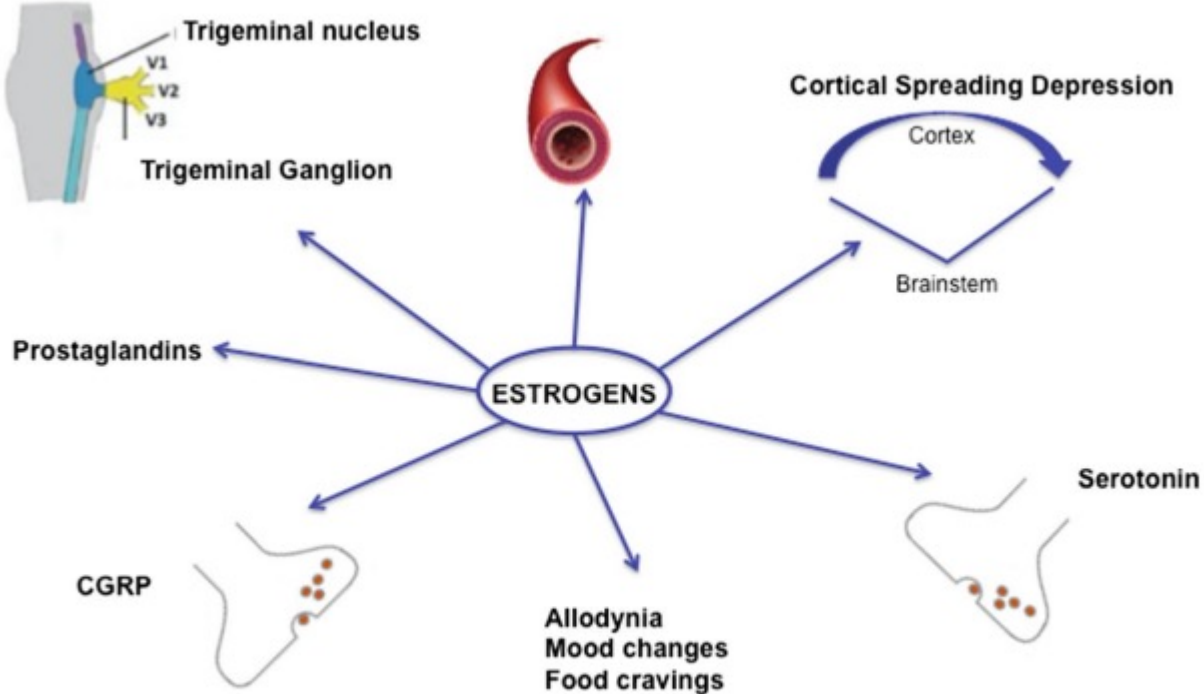 Trigeminal nucleus
V1
V2
V3
Trigeminal Ganglion
Cortical Spreading Depression
Cortex
Brainstem
Prostaglandins
ESTROGENS
Serotonin
CGRP
Allodynia
Mood changes
Food cravings